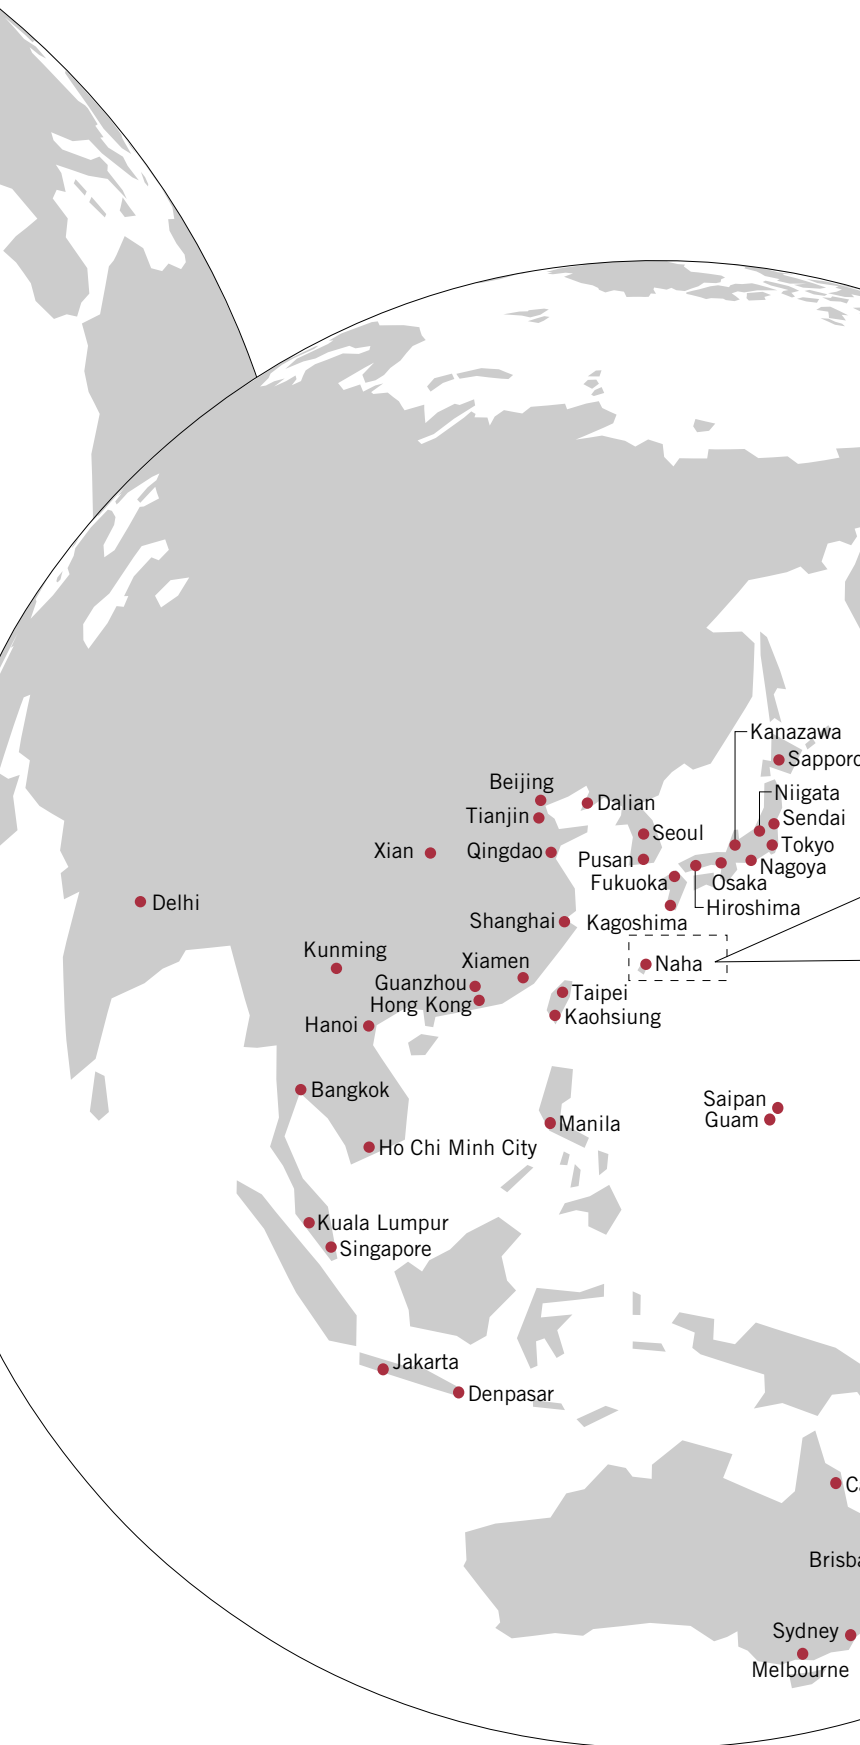 Kanazawa
Sapporo
Beijing
Dalian
Niigata
Tianjin
Sendai
Seoul
Xian
Qingdao
Tokyo
Pusan
Nagoya
Fukuoka
Osaka
Delhi
Hiroshima
Shanghai
Kagoshima
Kunming
Xiamen
Naha
Guanzhou
Taipei
Hong Kong
Kaohsiung
Hanoi
Bangkok
Saipan
Guam
Manila
Ho Chi Minh City
Kuala Lumpur
Singapore
Jakarta
Denpasar
Brisba
Sydney
Melbourne